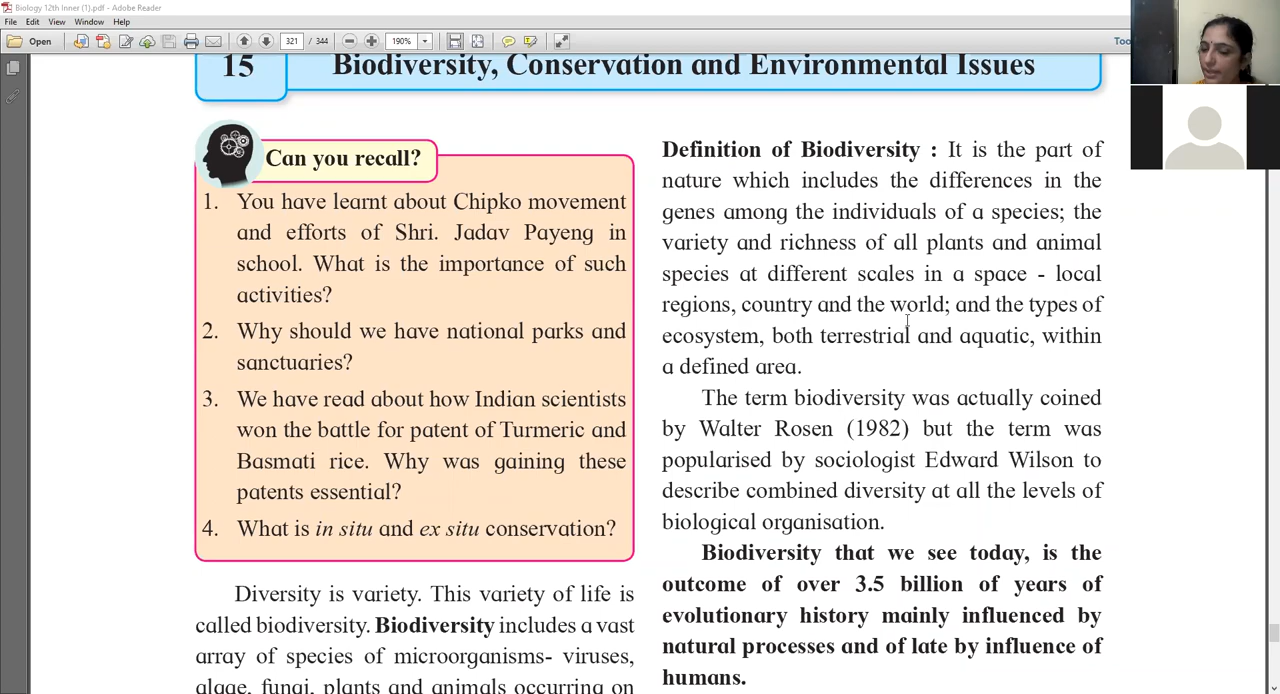 Biology 12th Inner (1).pdf - Adobe Reader
File Edit View Window Help
Open 321 / 344 190%
15 Biodiversity, Conservation and Environmental Issues
Can you recall?
1. You have learnt about Chipko movement
and efforts of Shri. Jadav Payeng in
school. What is the importance of such
activities?
2. Why should we have national parks and
sanctuaries?
3. We have read about how Indian scientists
won the battle for patent of Turmeric and
Basmati rice. Why was gaining these
patents essential?
4. What is in situ and ex situ conservation?
Diversity is variety. This variety of life is
called biodiversity. Biodiversity includes a vast
array of species of microorganisms- viruses,
algae, fungi, plants and animals occurring on
Definition of Biodiversity : It is the part of
nature which includes the differences in the
genes among the individuals of a species; the
variety and richness of all plants and animal
species at different scales in a space - local
regions, country and the world; and the types of
ecosystem, both terrestrial and aquatic, within
a defined area.
The term biodiversity was actually coined
by Walter Rosen (1982) but the term was
popularised by sociologist Edward Wilson to
describe combined diversity at all the levels of
biological organisation.
Biodiversity that we see today, is the
outcome of over 3.5 billion of years of
evolutionary history mainly influenced by
natural processes and of late by influence of
humans.